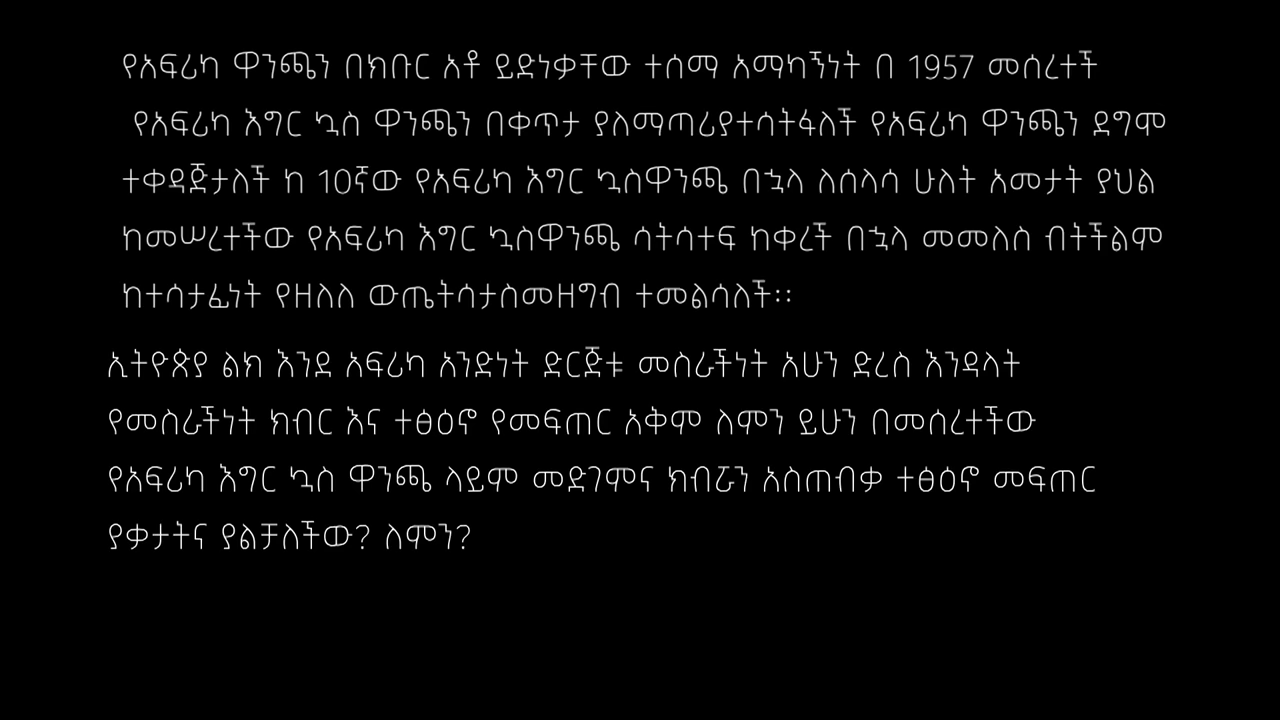 የአፍሪካ ዋንጫን በክቡር አቶ ይድነቃቸው ተሰማ አማካኝነት በ 1957 መሰረተች
የአፍሪካ እግር ኳስ ዋንጫን በቀጥታ ያለማጣሪያተሳትፋለች የአፍሪካ ዋንጫን ደግሞ
ተቀዳጅታለች ከ 10ኛው የአፍሪካ እግር ኳስዋንጫ በኋላ ለሰላሳ ሁለት አመታት ያህል
ከመሠረተችው የአፍሪካ እግር ኳስዋንጫ ሳትሳተፍ ከቀረች በኋላ መመለስ ብትችልም
ከተሳታፊነት የዘለለ ውጤትሳታስመዘግብ ተመልሳለች፡፡
ኢትዮጵያ ልክ እንደ አፍሪካ አንድነት ድርጅቱ መስራችነት አሁን ድረስ እንዳላት
የመስራችነት ክብር እና ተፅዕኖ የመፍጠር አቅም ለምን ይሁን በመሰረተችው
የአፍሪካ እግር ኳስ ዋንጫ ላይም መድገምና ክብሯን አስጠብቃ ተፅዕኖ መፍጠር
ያቃታትና ያልቻለችው? ለምን?